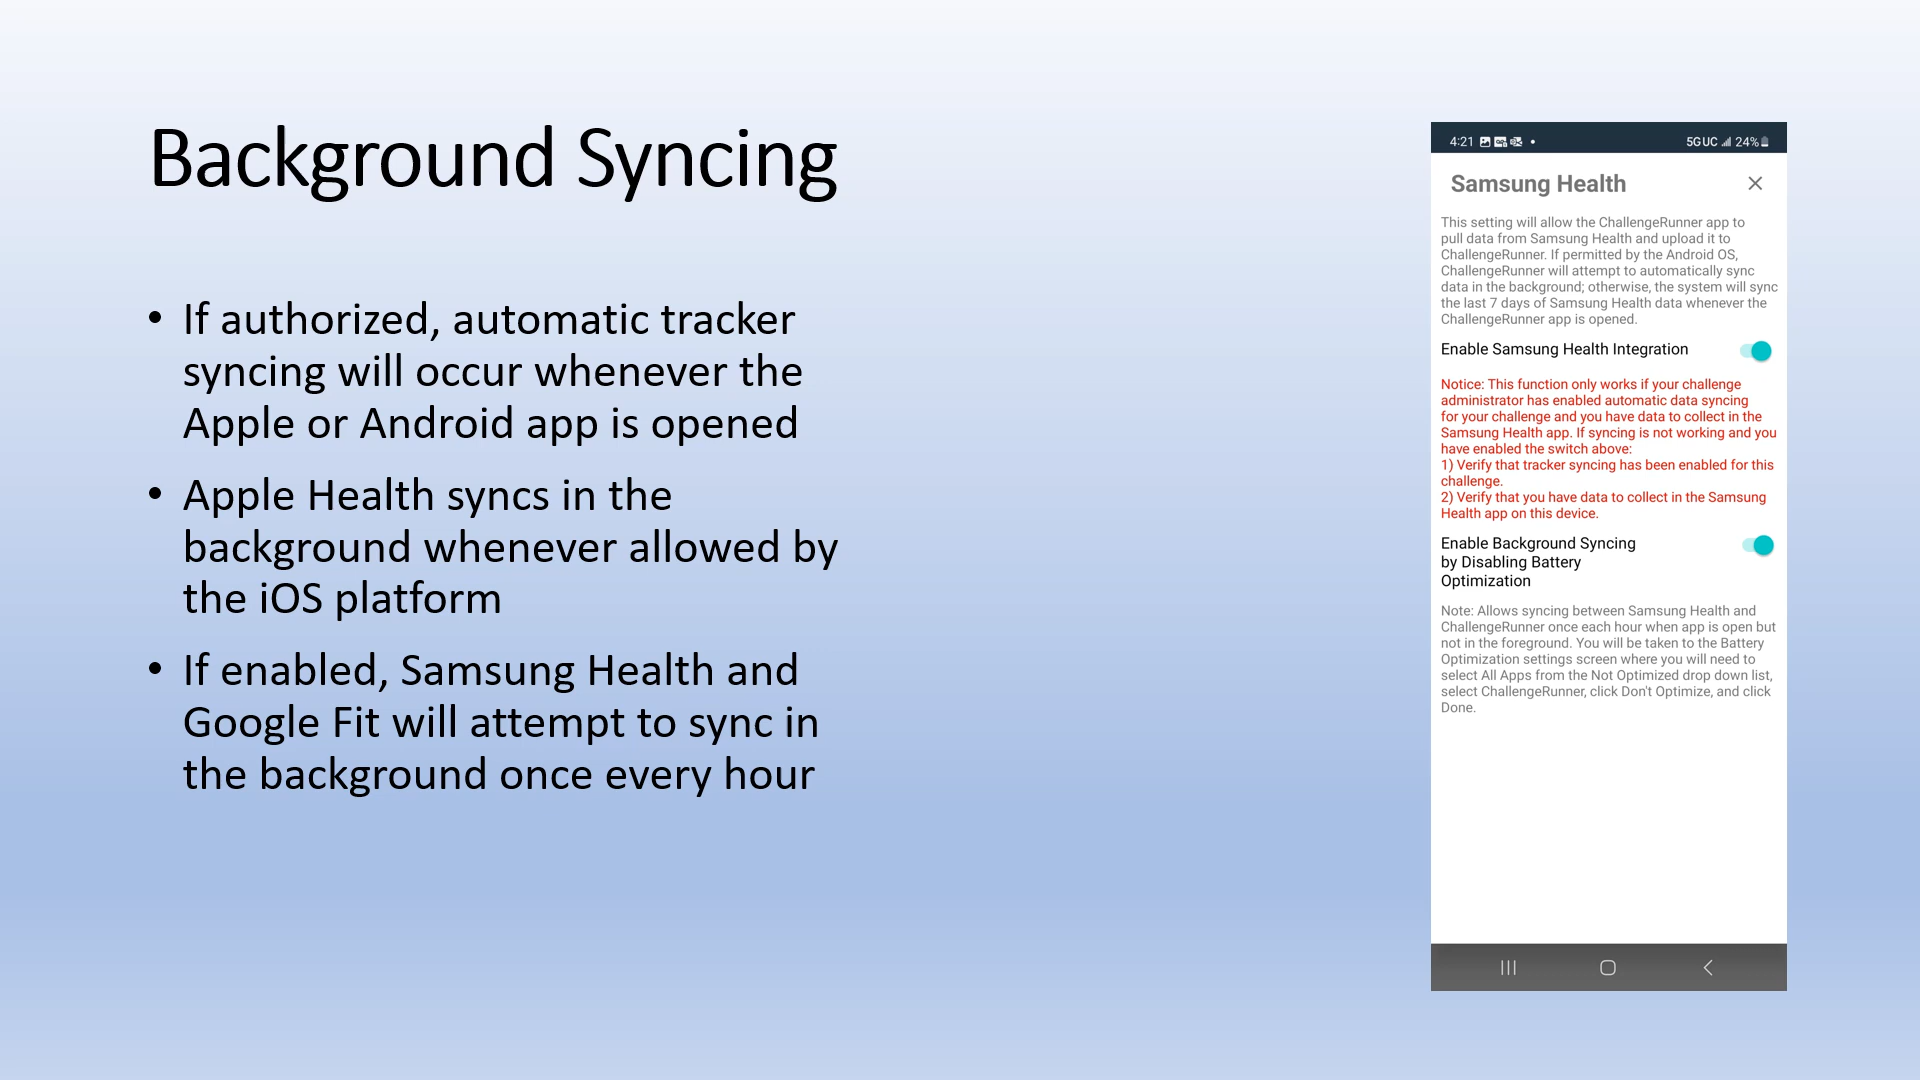 Background Syncing
• If authorized, automatic tracker
syncing will occur whenever the
Apple or Android app is opened
• Apple Health syncs in the
background whenever allowed by
the iOS platform
• If enabled, Samsung Health and
Google Fit will attempt to sync in
the background once every hour
4:21 5G UC 24%
Samsung Health
This setting will allow the ChallengeRunner app to
pull data from Samsung Health and upload it to
ChallengeRunner. If permitted by the Android OS,
ChallengeRunner will attempt to automatically sync
data in the background; otherwise, the system will sync
the last 7 days of Samsung Health data whenever the
ChallengeRunner app is opened.
Enable Samsung Health Integration
Notice: This function only works if your challenge
administrator has enabled automatic data syncing
for your challenge and you have data to collect in the
Samsung Health app. If syncing is not working and you
have enabled the switch above:
1) Verify that tracker syncing has been enabled for this
challenge.
2) Verify that you have data to collect in the Samsung
Health app on this device.
Enable Background Syncing
by Disabling Battery
Optimization
Note: Allows syncing between Samsung Health and
ChallengeRunner once each hour when app is open but
not in the foreground. You will be taken to the Battery
Optimization settings screen where you will need to
select All Apps from the Not Optimized drop down list,
select ChallengeRunner, click Don't Optimize, and click
Done.